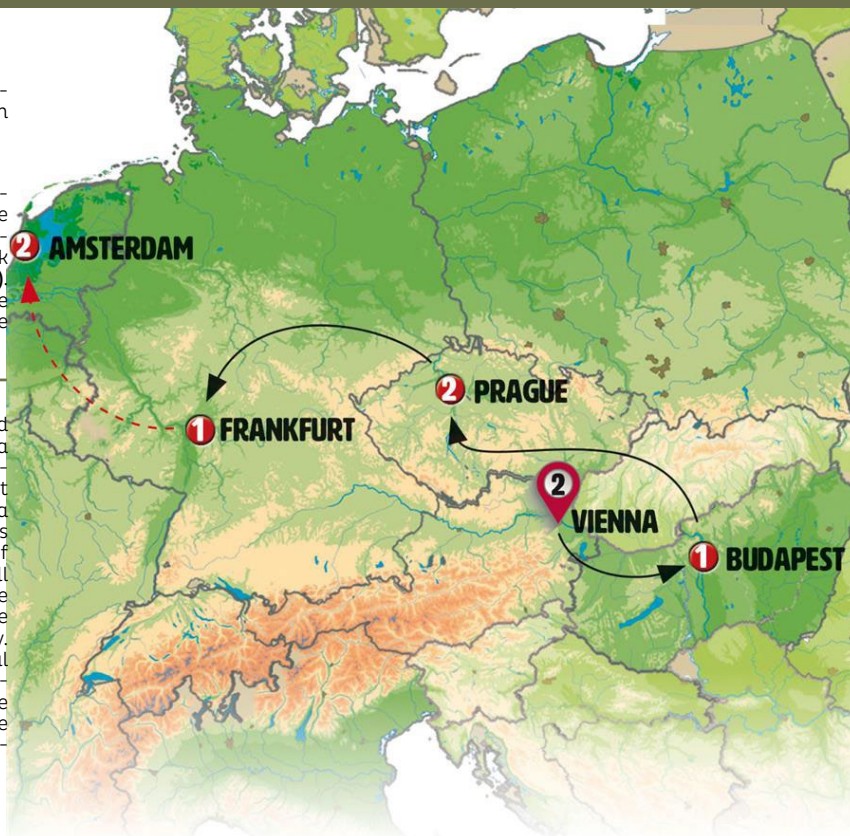 2 AMSTERDAM
2 PRAGUE
1 FRANKFURT
2
VIENNA
1 BUDAPEST